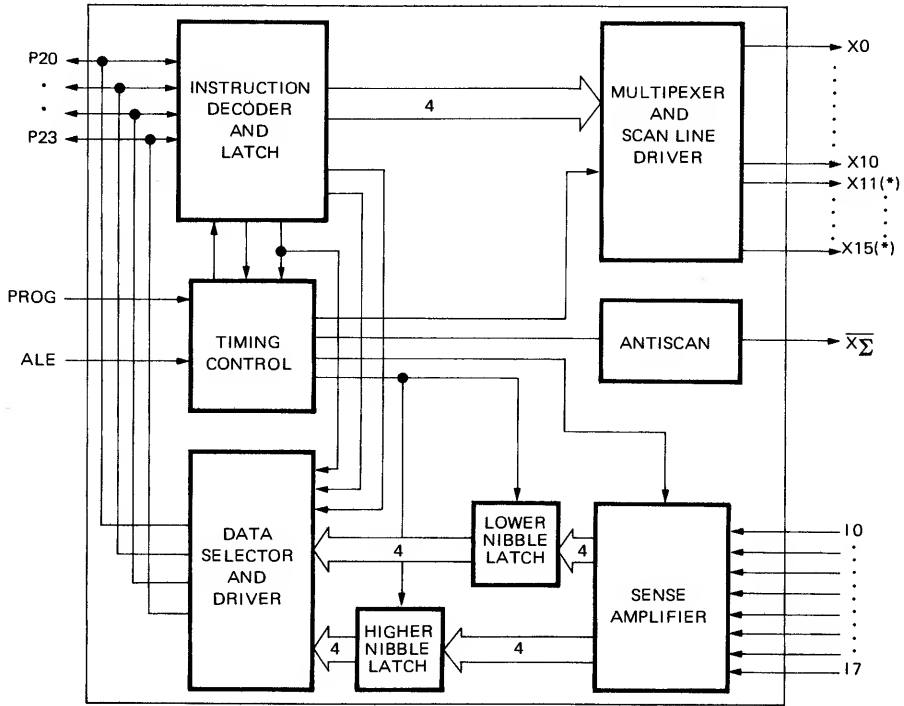 P20
P23
INSTRUCTION
DECODER
AND
LATCH
4
MULTIPEXER
AND
SCAN LINE
DRIVER
X0
X10
X11(*)
X15(*)
PROG
ALE
TIMING
CONTROL
ANTISCAN
X̅Σ̅
DATA
SELECTOR
AND
DRIVER
4
LOWER
NIBBLE
LATCH
4
4
HIGHER
NIBBLE
LATCH
4
SENSE
AMPLIFIER
I0
I7